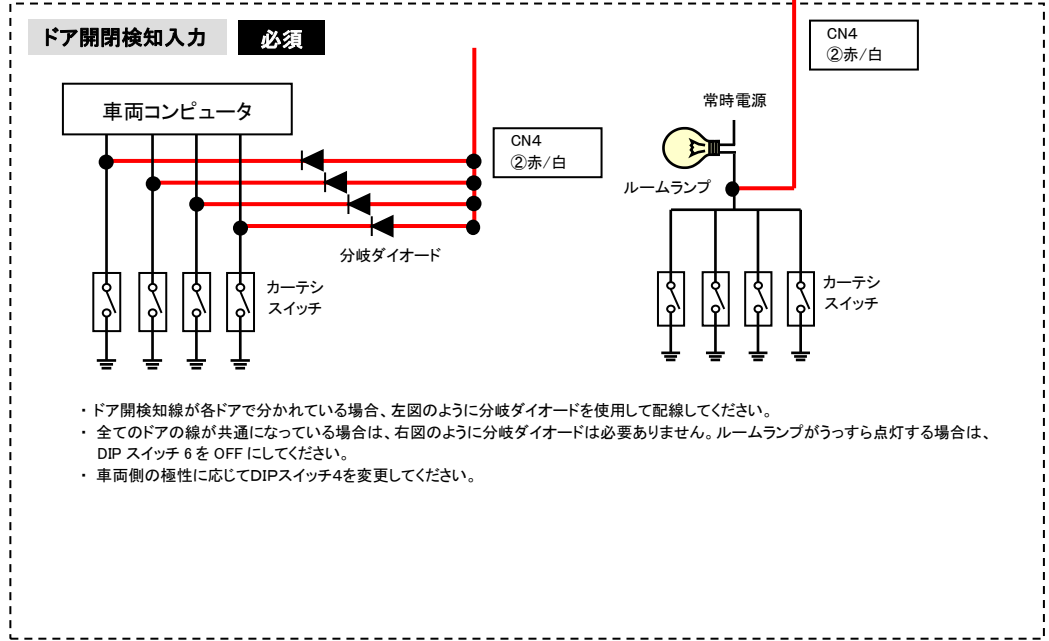 ドア開閉検知入力
必須
車両コンピュータ
CN4
②赤/白
分岐ダイオード
カーテシ
スイッチ
CN4
②赤/白
常時電源
ルームランプ
カーテシ
スイッチ
・ ドア開検知線が各ドアで分かれている場合、左図のように分岐ダイオードを使用して配線してください。
・ 全てのドアの線が共通になっている場合は、右図のように分岐ダイオードは必要ありません。ルームランプがうっすら点灯する場合は、
DIP スイッチ 6 を OFF にしてください。
・ 車両側の極性に応じてDIPスイッチ4を変更してください。